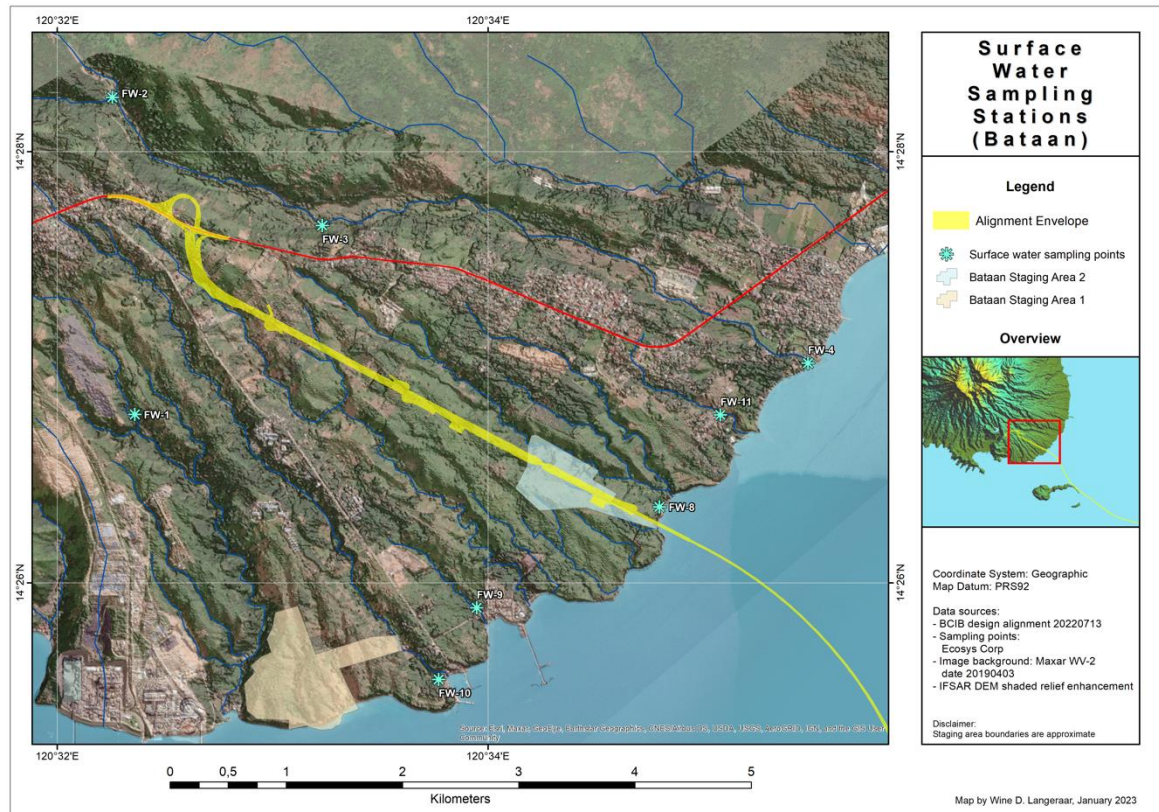 120°32'E
120°34'E
14°28'N
14°28'N
14°26'N
14°26'N
120°32'E
120°34'E
FW-2
FW-3
FW-4
FW-11
FW-1
FW-8
FW-9
FW-10
Community
0
0,5
1
2
3
4
5
Kilometers
Surface
Water
Sampling
Stations
(Bataan)
Legend
Alignment Envelope
Surface water sampling points
Bataan Staging Area 2
Bataan Staging Area 1
Overview
Coordinate System: Geographic
Map Datum: PRS92
Data sources:
- BCIB design alignment 20220713
- Sampling points:
Ecosys Corp
- Image background: Maxar WV-2
date 20190403
- IFSAR DEM shaded relief enhancement
Disclaimer:
Staging area boundaries are approximate
Map by Wine D. Langeraar, January 2023